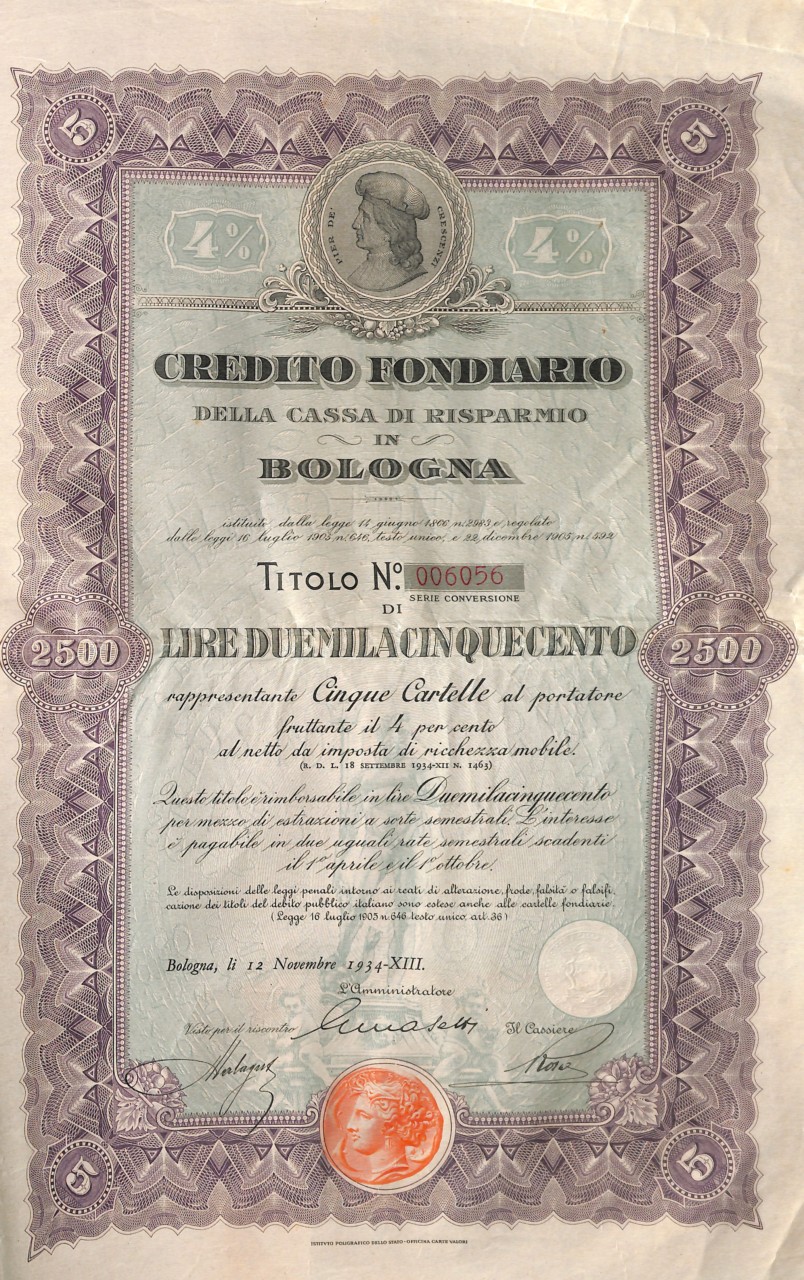 5 5
PIER DE' CRESCENZI
4% 4%
CREDITO FONDIARIO
DELLA CASSA DI RISPARMIO
IN
BOLOGNA
istituito dalla legge 14 giugno 1866 n. 2983 e regolato
dalle leggi 16 luglio 1905 n. 646, testo unico, e 22 dicembre 1905, n. 592
TITOLO No. 006056
SERIE CONVERSIONE
DI
2500 LIRE DUEMILACINQUECENTO 2500
rappresentante Cinque Cartelle al portatore
fruttante il 4 per cento
al netto da imposta di ricchezza mobile.
(R. D. L. 18 SETTEMBRE 1934-XII N. 1463)
Questo titolo è rimborsabile in lire Duemilacinquecento
per mezzo di estrazioni a sorte semestrali. L'interesse
è pagabile in due uguali rate semestrali scadenti
il 1º aprile e il 1º ottobre.
Le disposizioni delle leggi penali intorno ai reati di alterazione, frode, falsità o falsifi,
cazione dei titoli del debito pubblico italiano sono estese anche alle cartelle fondiarie.
(Legge 16 luglio 1905 n. 646 testo unico, art. 36)
Bologna, li 12 Novembre 1934-XIII.
L'Amministratore
Visto per il riscontro Il Cassiere
5 5
ISTITVTO POLIGRAFICO DELLO STATO - OFFICINA CARTE VALORI